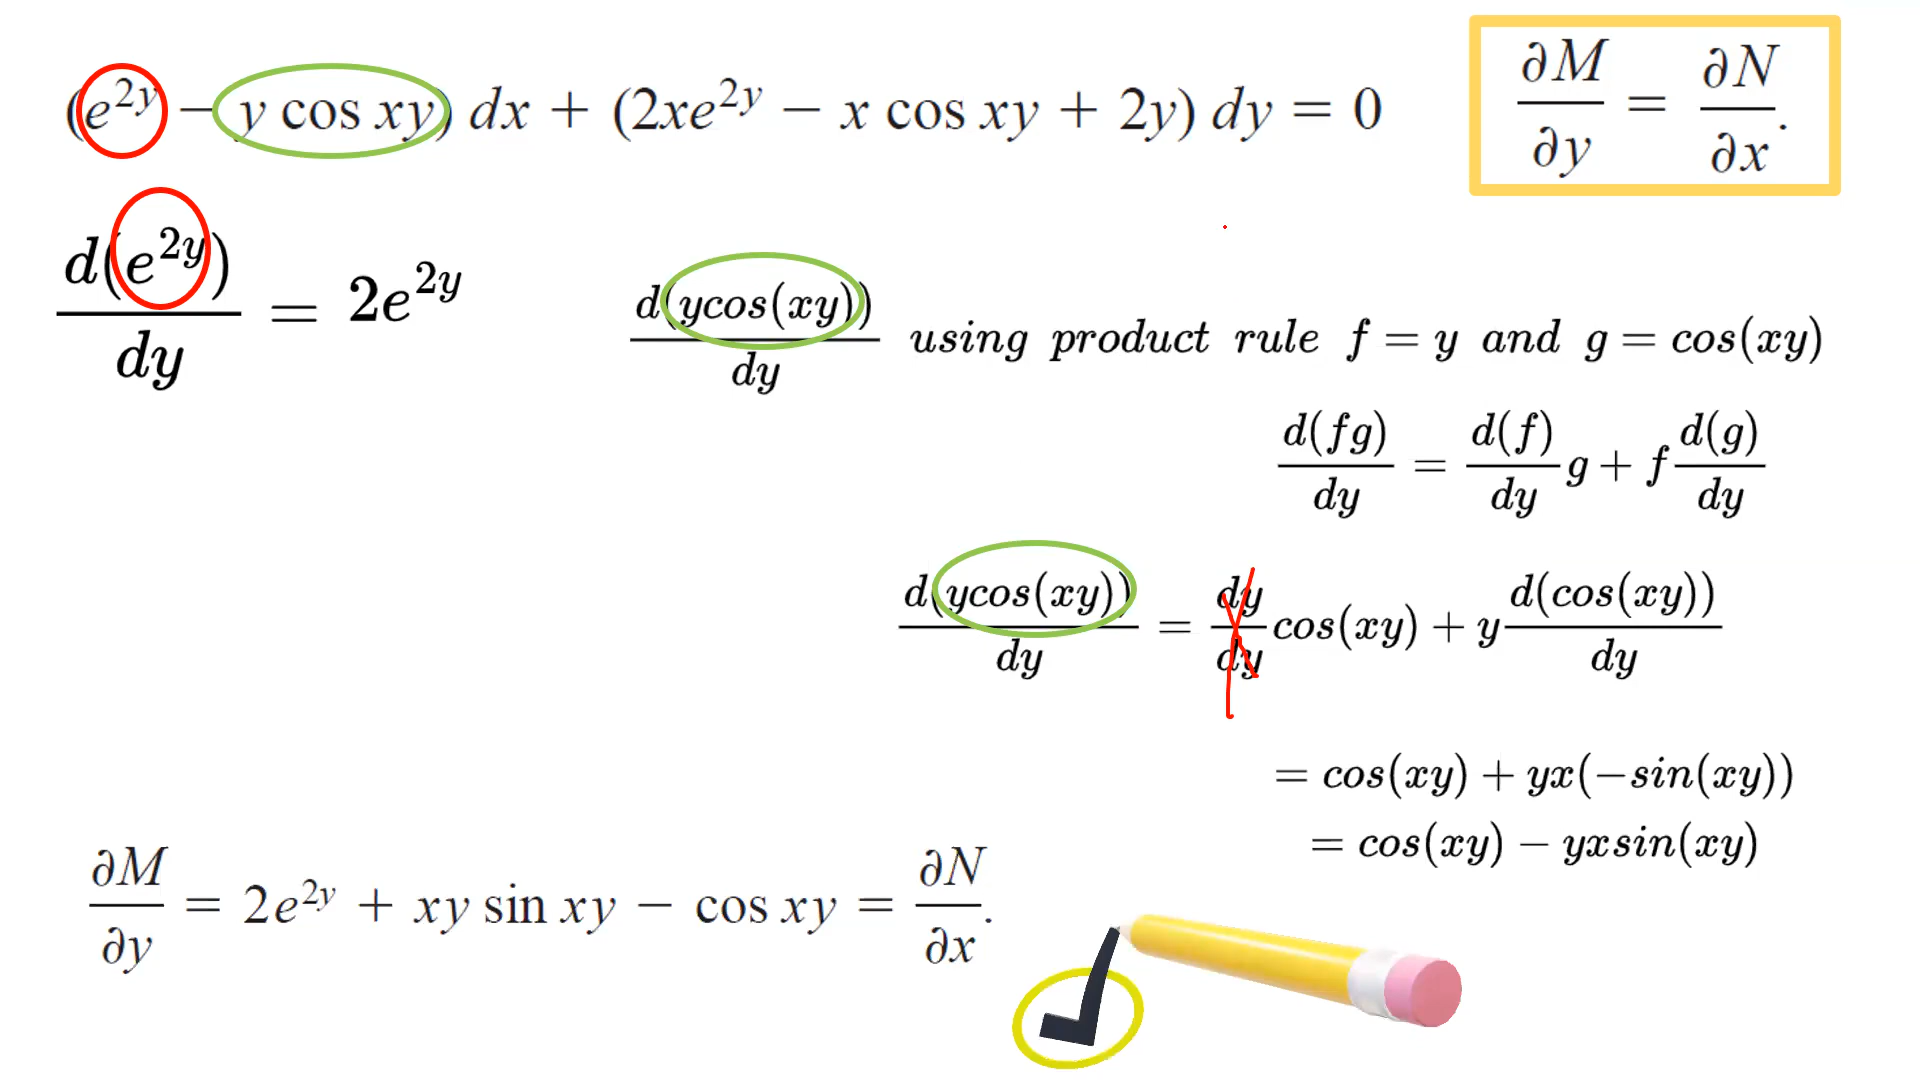 (e^{2y} − y cos xy) dx + (2xe^{2y} − x cos xy + 2y) dy = 0
∂M/∂y = ∂N/∂x.
d(e^{2y})/dy = 2e^{2y}
d(ycos(xy))/dy using product rule f = y and g = cos(xy)
d(fg)/dy = d(f)/dy g + f d(g)/dy
d(ycos(xy))/dy = dy/dy cos(xy) + y d(cos(xy))/dy
= cos(xy) + yx(−sin(xy))
= cos(xy) − yxsin(xy)
∂M/∂y = 2e^{2y} + xy sin xy − cos xy = ∂N/∂x.